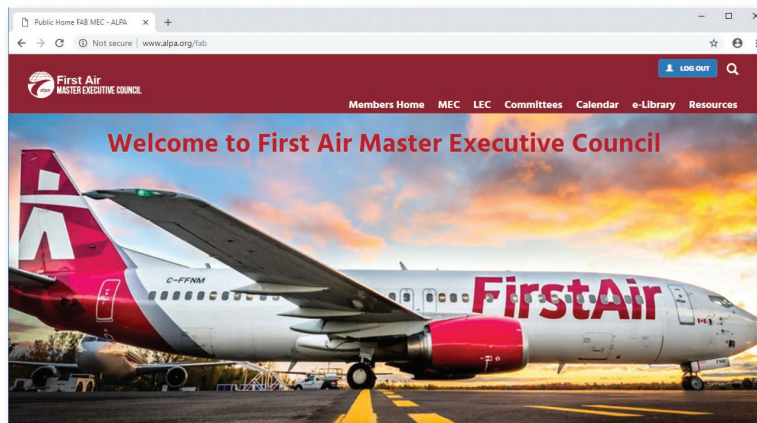 Public Home FAB MEC - ALPA
Not secure | www.alpa.org/fab
LOG OUT
alpa
First Air
MASTER EXECUTIVE COUNCIL
Members Home MEC LEC Committees Calendar e-Library Resources
Welcome to First Air Master Executive Council
C-FFNM
FirstAir